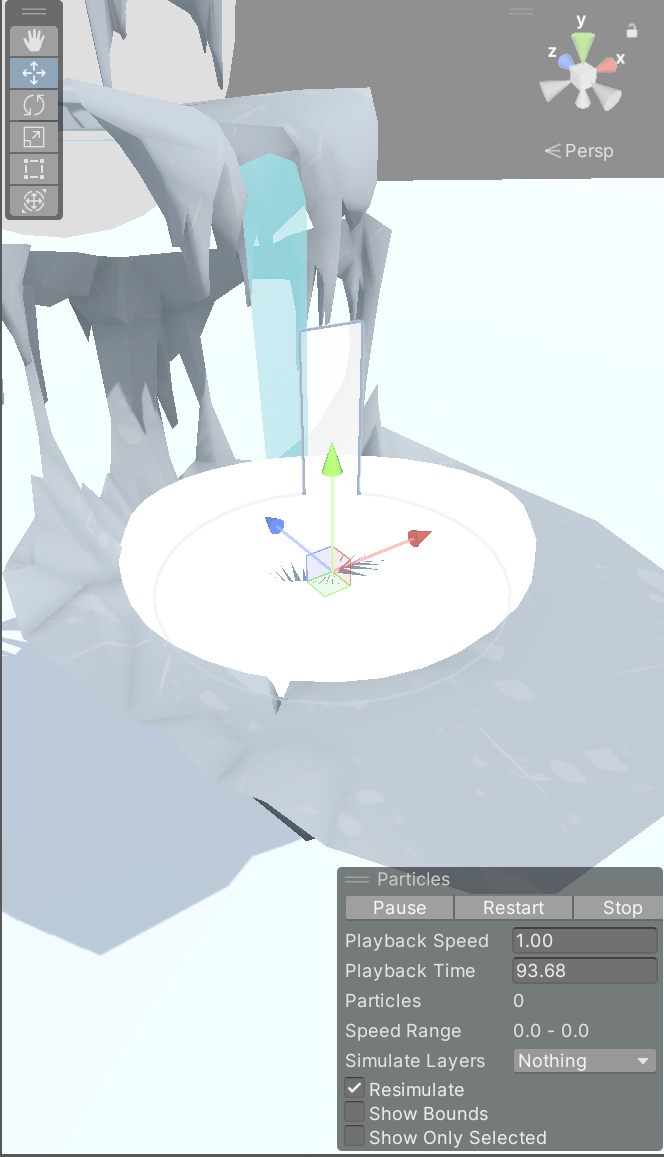 y
z
x
Persp
Particles
Pause Restart Stop
Playback Speed 1.00
Playback Time 93.68
Particles 0
Speed Range 0.0 - 0.0
Simulate Layers Nothing
Resimulate
Show Bounds
Show Only Selected